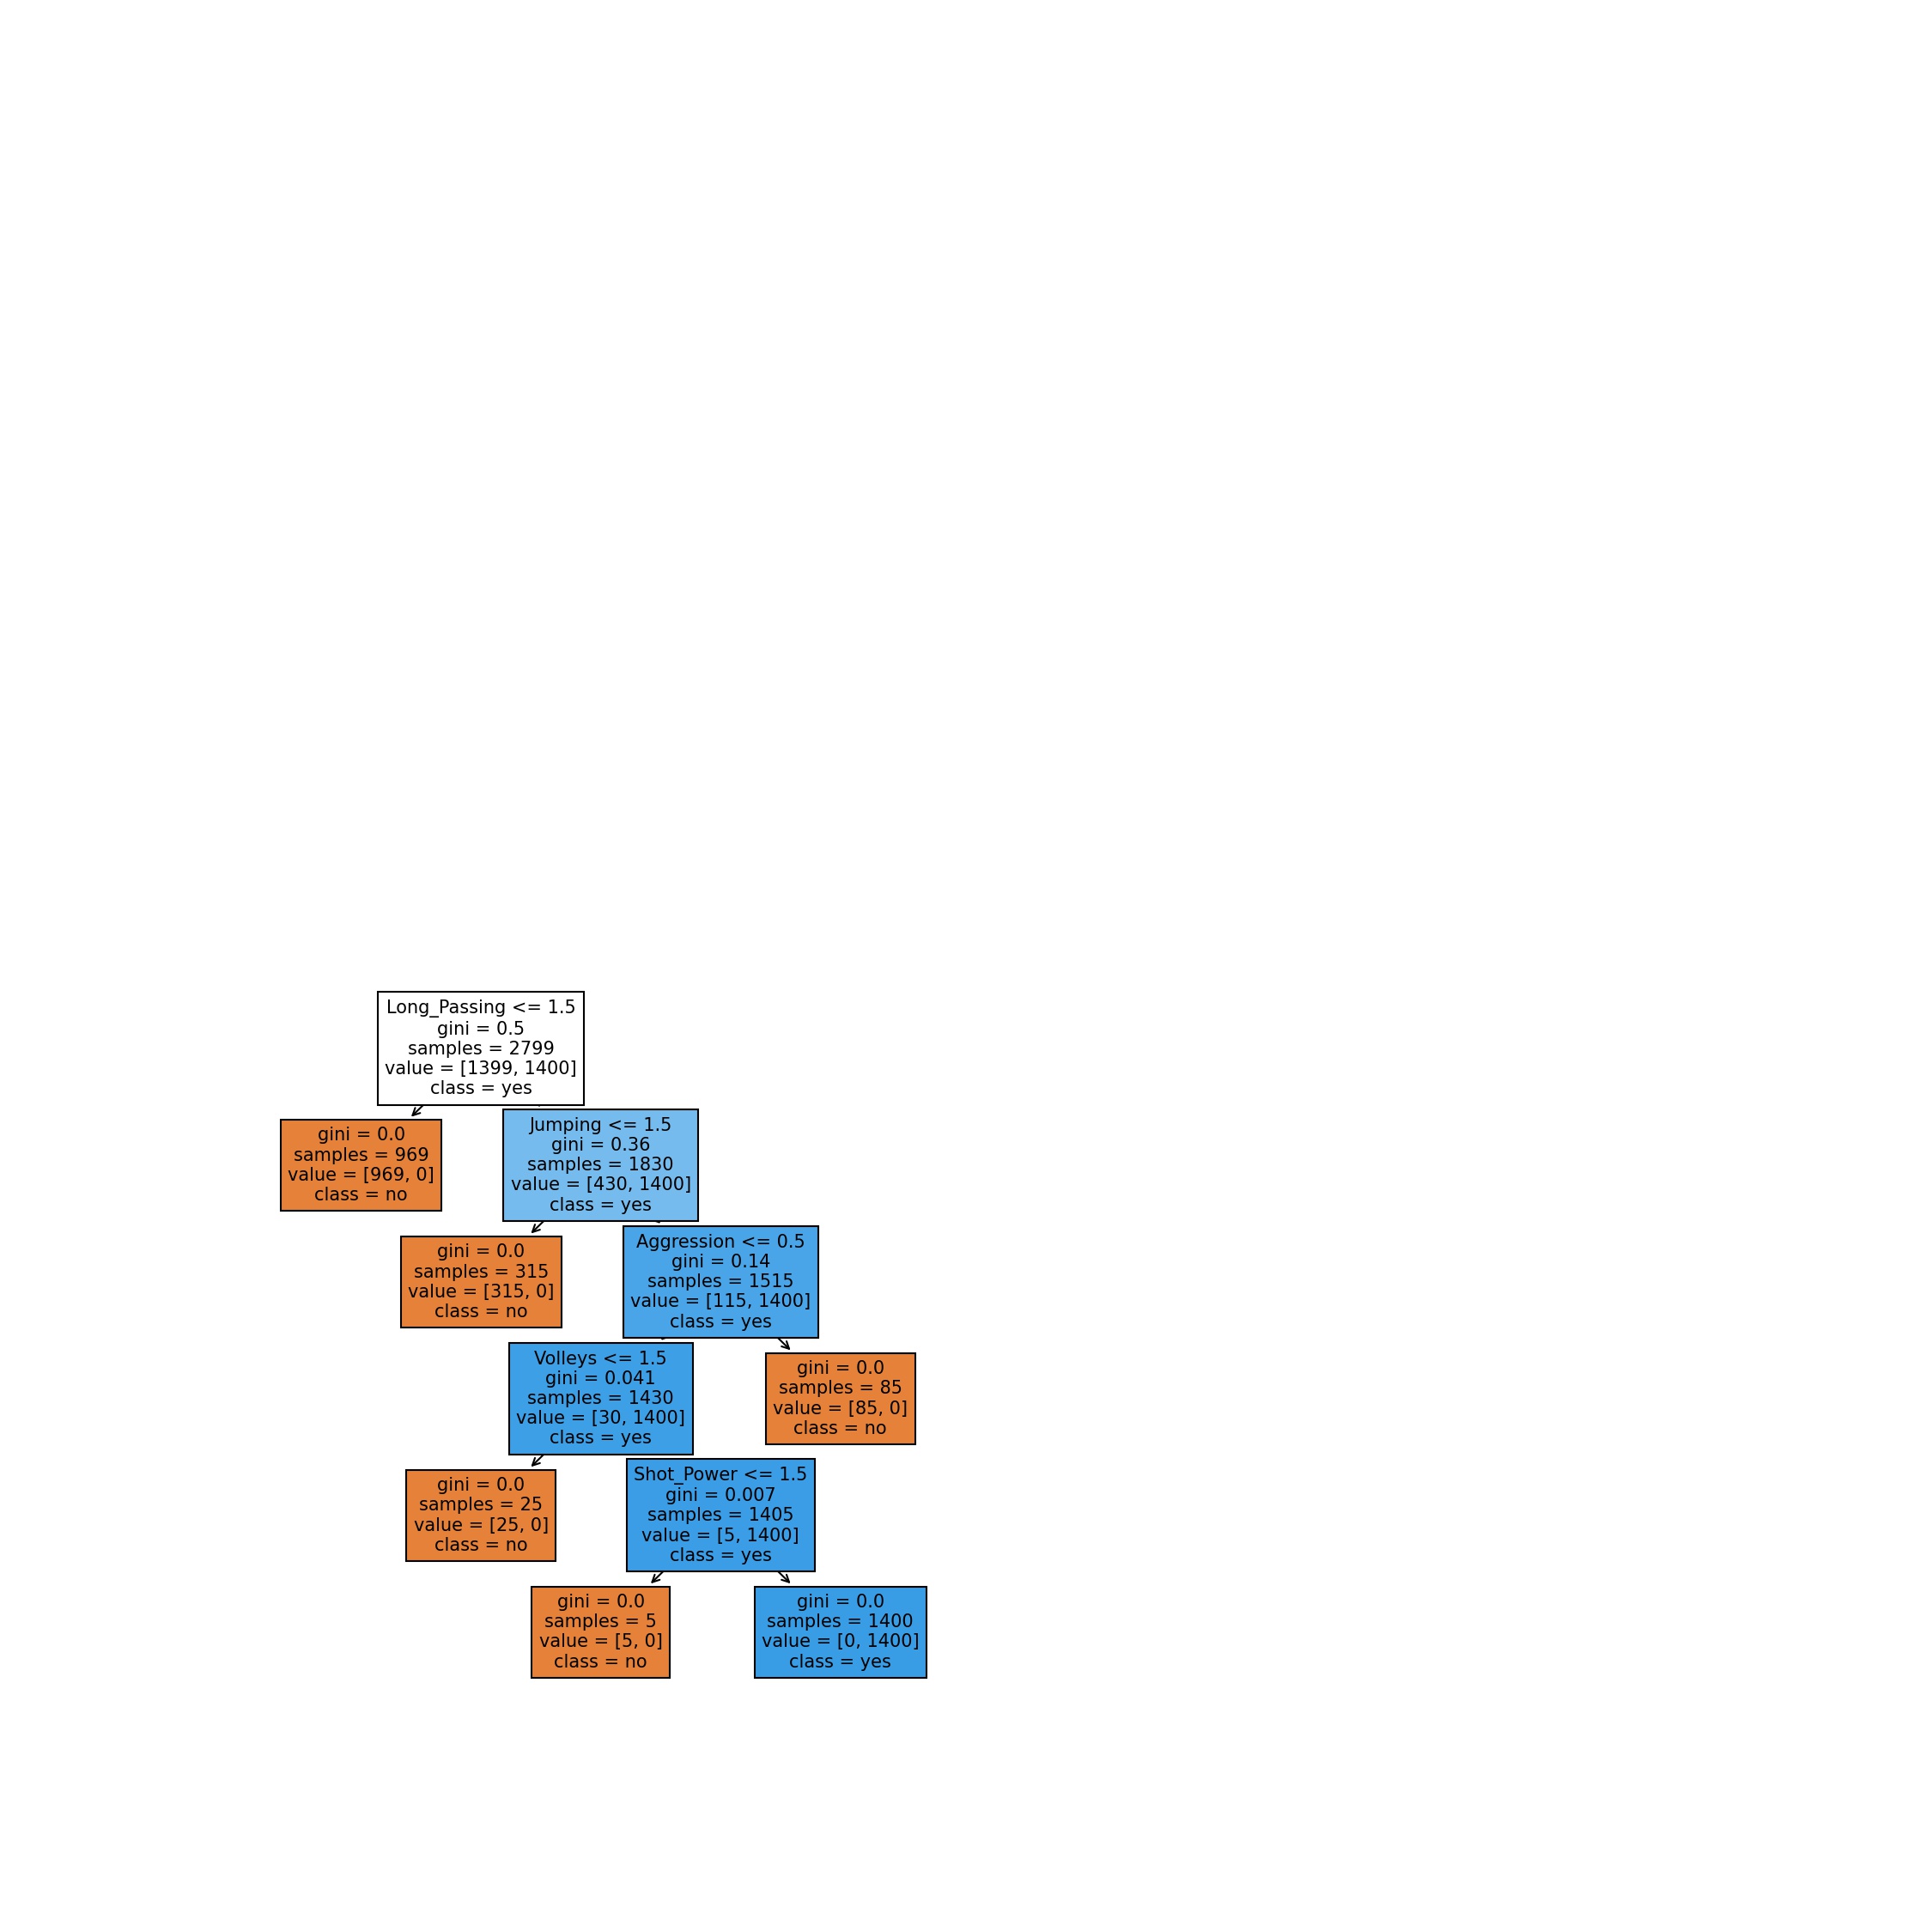 Long_Passing <= 1.5
gini = 0.5
samples = 2799
value = [1399, 1400]
class = yes
gini = 0.0
samples = 969
value = [969, 0]
class = no
Jumping <= 1.5
gini = 0.36
samples = 1830
value = [430, 1400]
class = yes
gini = 0.0
samples = 315
value = [315, 0]
class = no
Aggression <= 0.5
gini = 0.14
samples = 1515
value = [115, 1400]
class = yes
Volleys <= 1.5
gini = 0.041
samples = 1430
value = [30, 1400]
class = yes
gini = 0.0
samples = 85
value = [85, 0]
class = no
gini = 0.0
samples = 25
value = [25, 0]
class = no
Shot_Power <= 1.5
gini = 0.007
samples = 1405
value = [5, 1400]
class = yes
gini = 0.0
samples = 5
value = [5, 0]
class = no
gini = 0.0
samples = 1400
value = [0, 1400]
class = yes